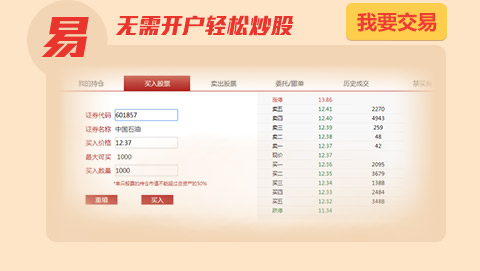 易
无需开户轻松炒股
我要交易
我的持仓 买入股票 卖出股票 委托/撤单 历史成交
证券代码 601857
证券名称 中国石油
买入价格 12.37
最大可买 1000
买入数量 1000
*单只股票的持仓市值不能超过总资产的50%
重填 买入
涨停 13.86
卖五 12.41 2270
卖四 12.40 4943
卖三 12.39 259
卖二 12.38 48
卖一 12.37 42
现价 12.37
买一 12.36 2095
买二 12.35 3679
买三 12.34 1388
买四 12.33 2484
买五 12.32 3488
跌停 11.34